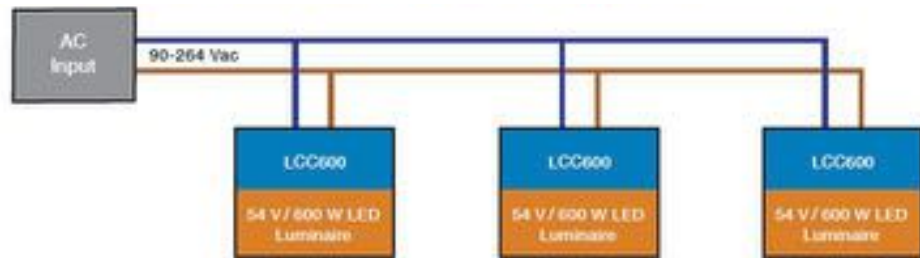 AC
Input
90-264 Vac
LCC600
54 V / 600 W LED
Luminaire
LCC600
54 V / 600 W LED
Luminaire
LCC600
54 V / 600 W LED
Luminaire